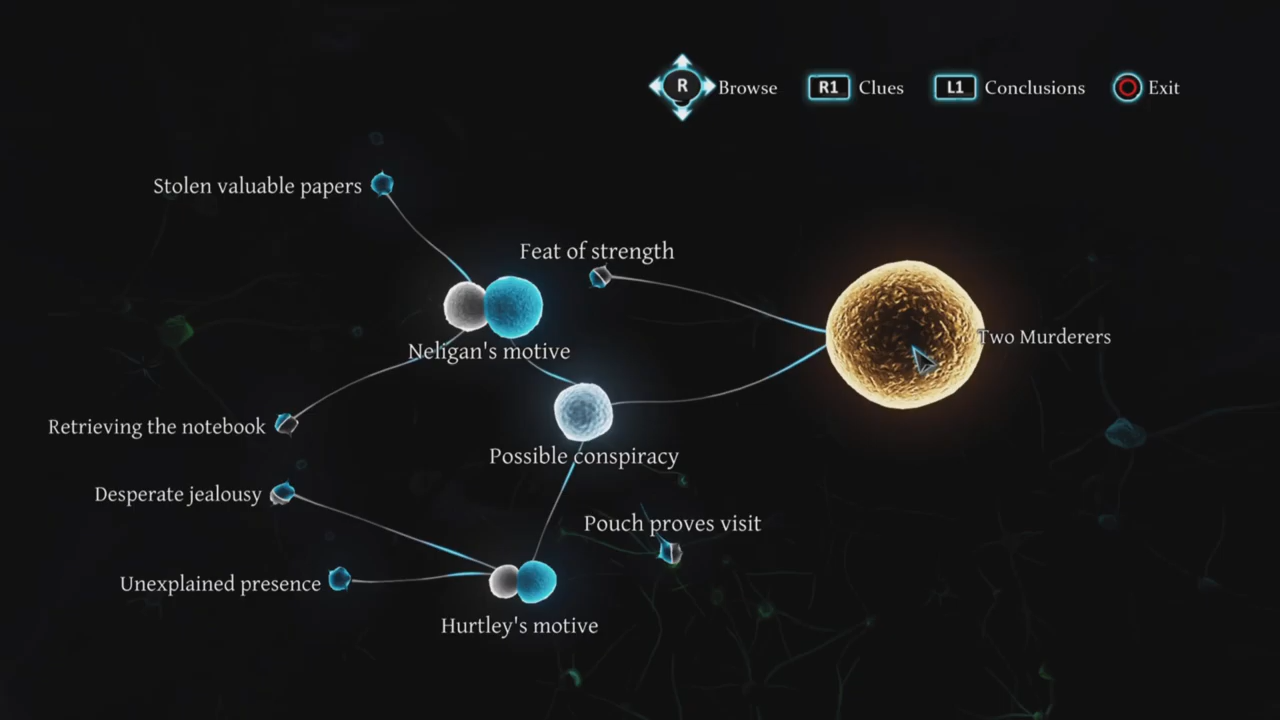 R Browse R1 Clues L1 Conclusions Exit
Stolen valuable papers
Feat of strength
Two Murderers
Neligan's motive
Retrieving the notebook
Possible conspiracy
Desperate jealousy
Pouch proves visit
Unexplained presence
Hurtley's motive